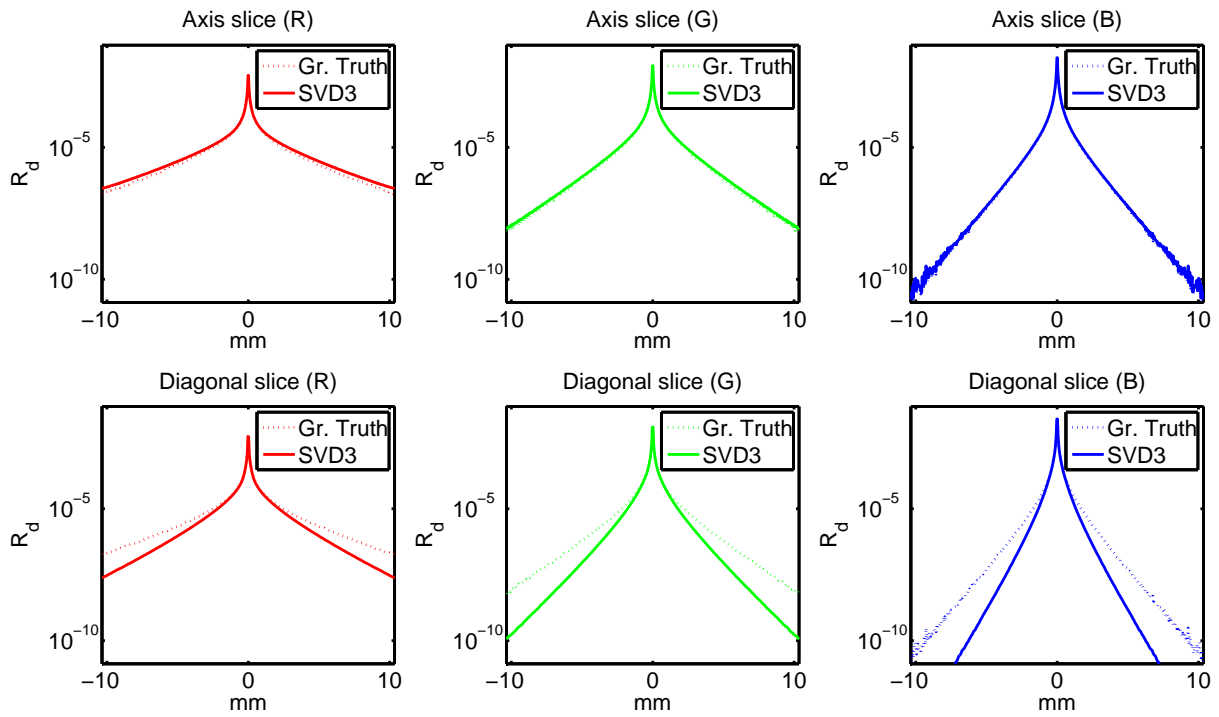 Axis slice (R)
Gr. Truth
SVD3
R_d
10^−5
10^−10
−10 0 10
mm
Axis slice (G)
Gr. Truth
SVD3
R_d
10^−5
10^−10
−10 0 10
mm
Axis slice (B)
Gr. Truth
SVD3
R_d
10^−5
10^−10
−10 0 10
mm
Diagonal slice (R)
Gr. Truth
SVD3
R_d
10^−5
10^−10
−10 0 10
mm
Diagonal slice (G)
Gr. Truth
SVD3
R_d
10^−5
10^−10
−10 0 10
mm
Diagonal slice (B)
Gr. Truth
SVD3
R_d
10^−5
10^−10
−10 0 10
mm